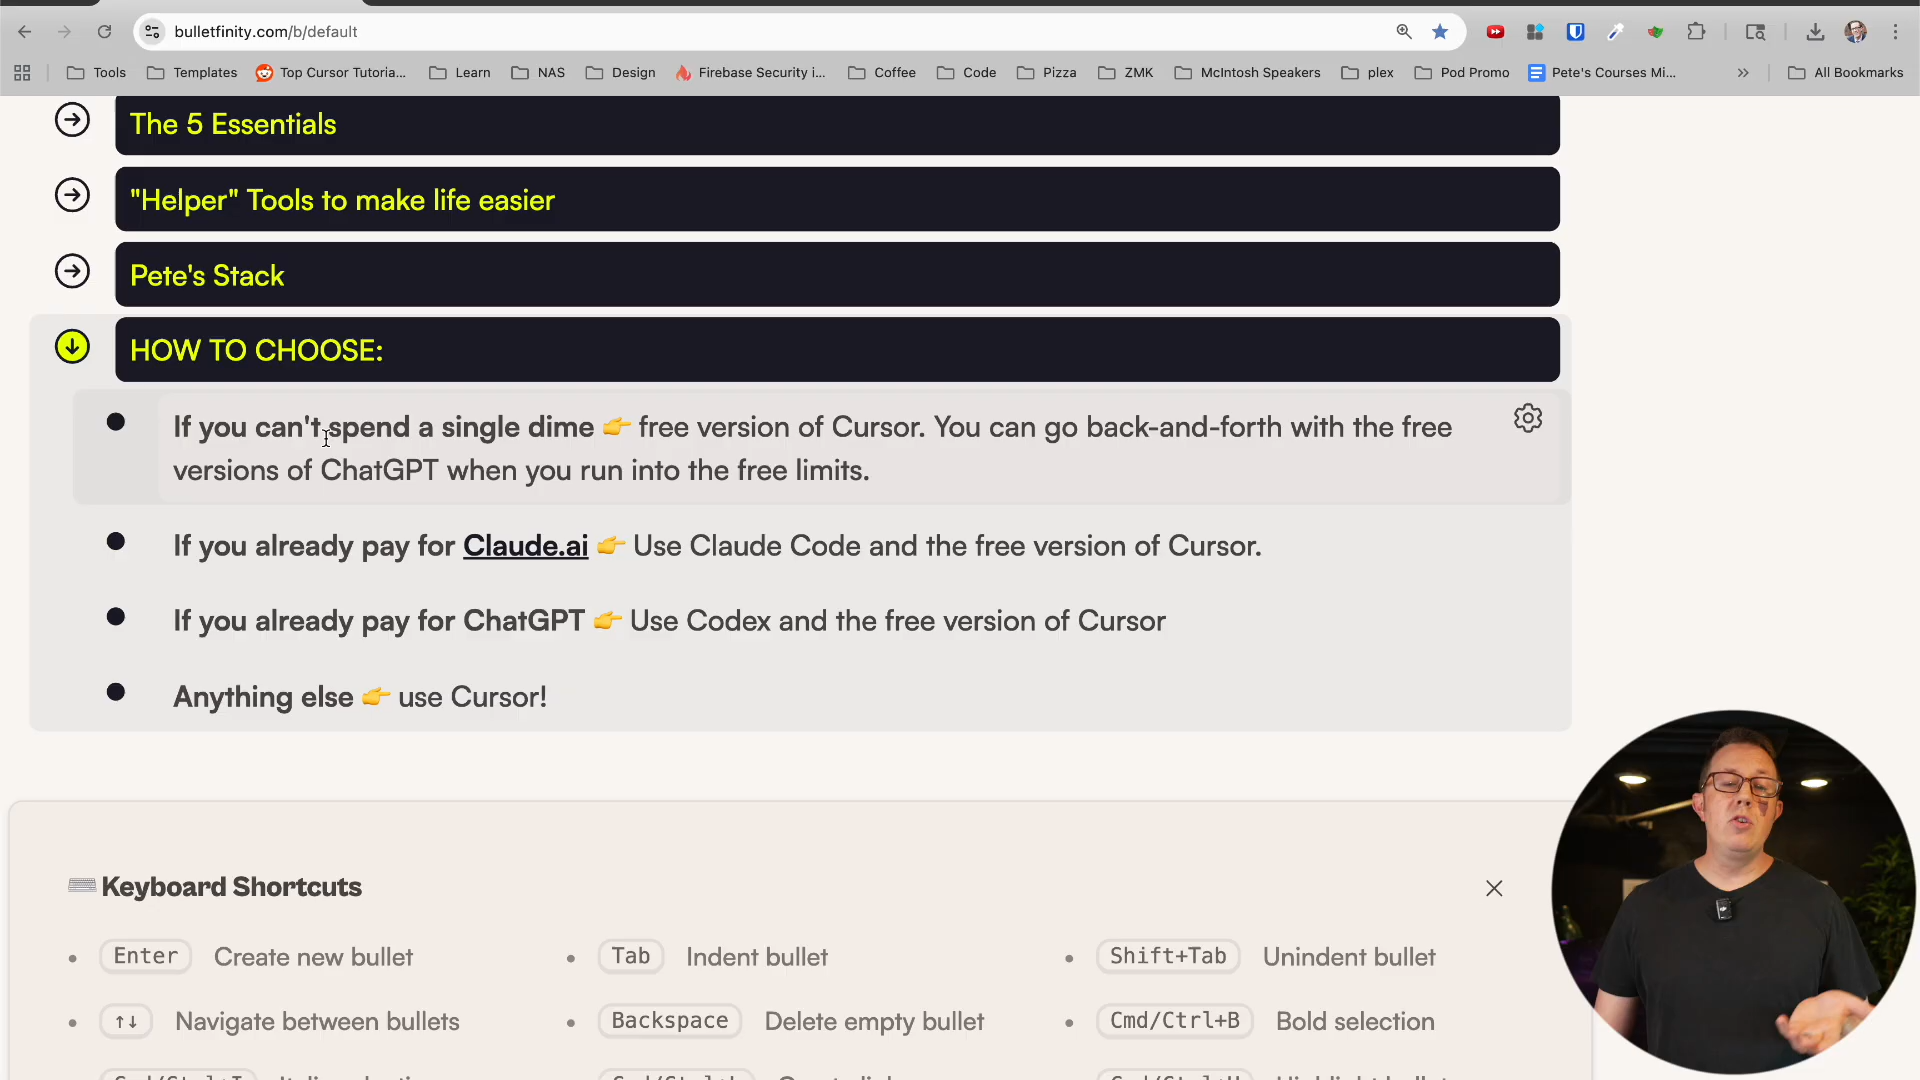 bulletfinity.com/b/default
Tools
Templates
Top Cursor Tutoria...
Learn
NAS
Design
Firebase Security i...
Coffee
Code
Pizza
ZMK
McIntosh Speakers
plex
Pod Promo
Pete's Courses Mi...
»
All Bookmarks
The 5 Essentials
"Helper" Tools to make life easier
Pete's Stack
HOW TO CHOOSE:
If you can't spend a single dime 👉 free version of Cursor. You can go back-and-forth with the free
versions of ChatGPT when you run into the free limits.
If you already pay for Claude.ai 👉 Use Claude Code and the free version of Cursor.
If you already pay for ChatGPT 👉 Use Codex and the free version of Cursor
Anything else 👉 use Cursor!
Keyboard Shortcuts
Enter Create new bullet
Tab Indent bullet
Shift+Tab Unindent bullet
↑↓ Navigate between bullets
Backspace Delete empty bullet
Cmd/Ctrl+B Bold selection